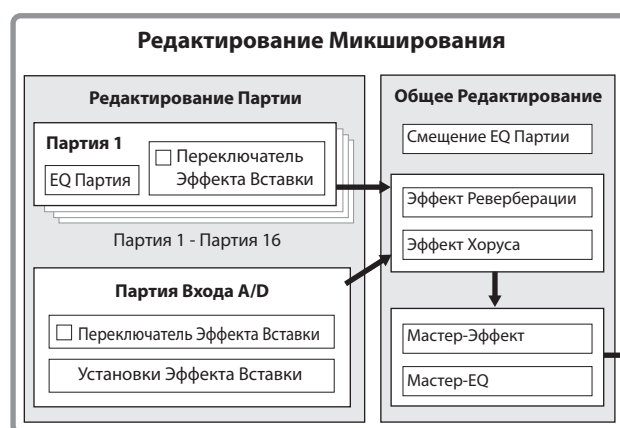 Редактирование Микширования
Редактирование Партии
Партия 1
EQ Партия
Переключатель
Эффекта Вставки
Партия 1 - Партия 16
Партия Входа A/D
Переключатель Эффекта Вставки
Установки Эффекта Вставки
Общее Редактирование
Смещение EQ Партии
Эффект Реверберации
Эффект Хоруса
Мастер-Эффект
Мастер-EQ